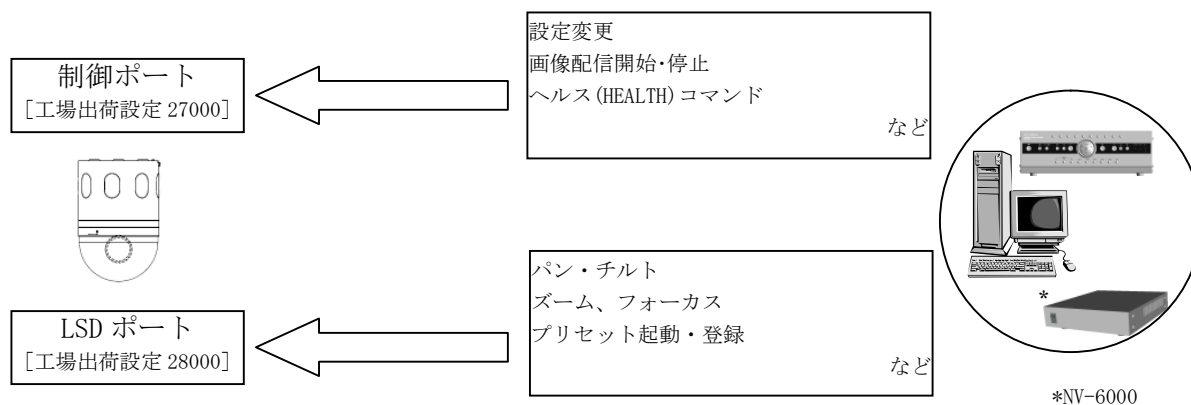 設定変更
画像配信開始・停止
ヘルス(HEALTH)コマンド
など
制御ポート
[工場出荷設定 27000]
パン・チルト
ズーム、フォーカス
プリセット起動・登録
など
LSD ポート
[工場出荷設定 28000]
*
*NV-6000